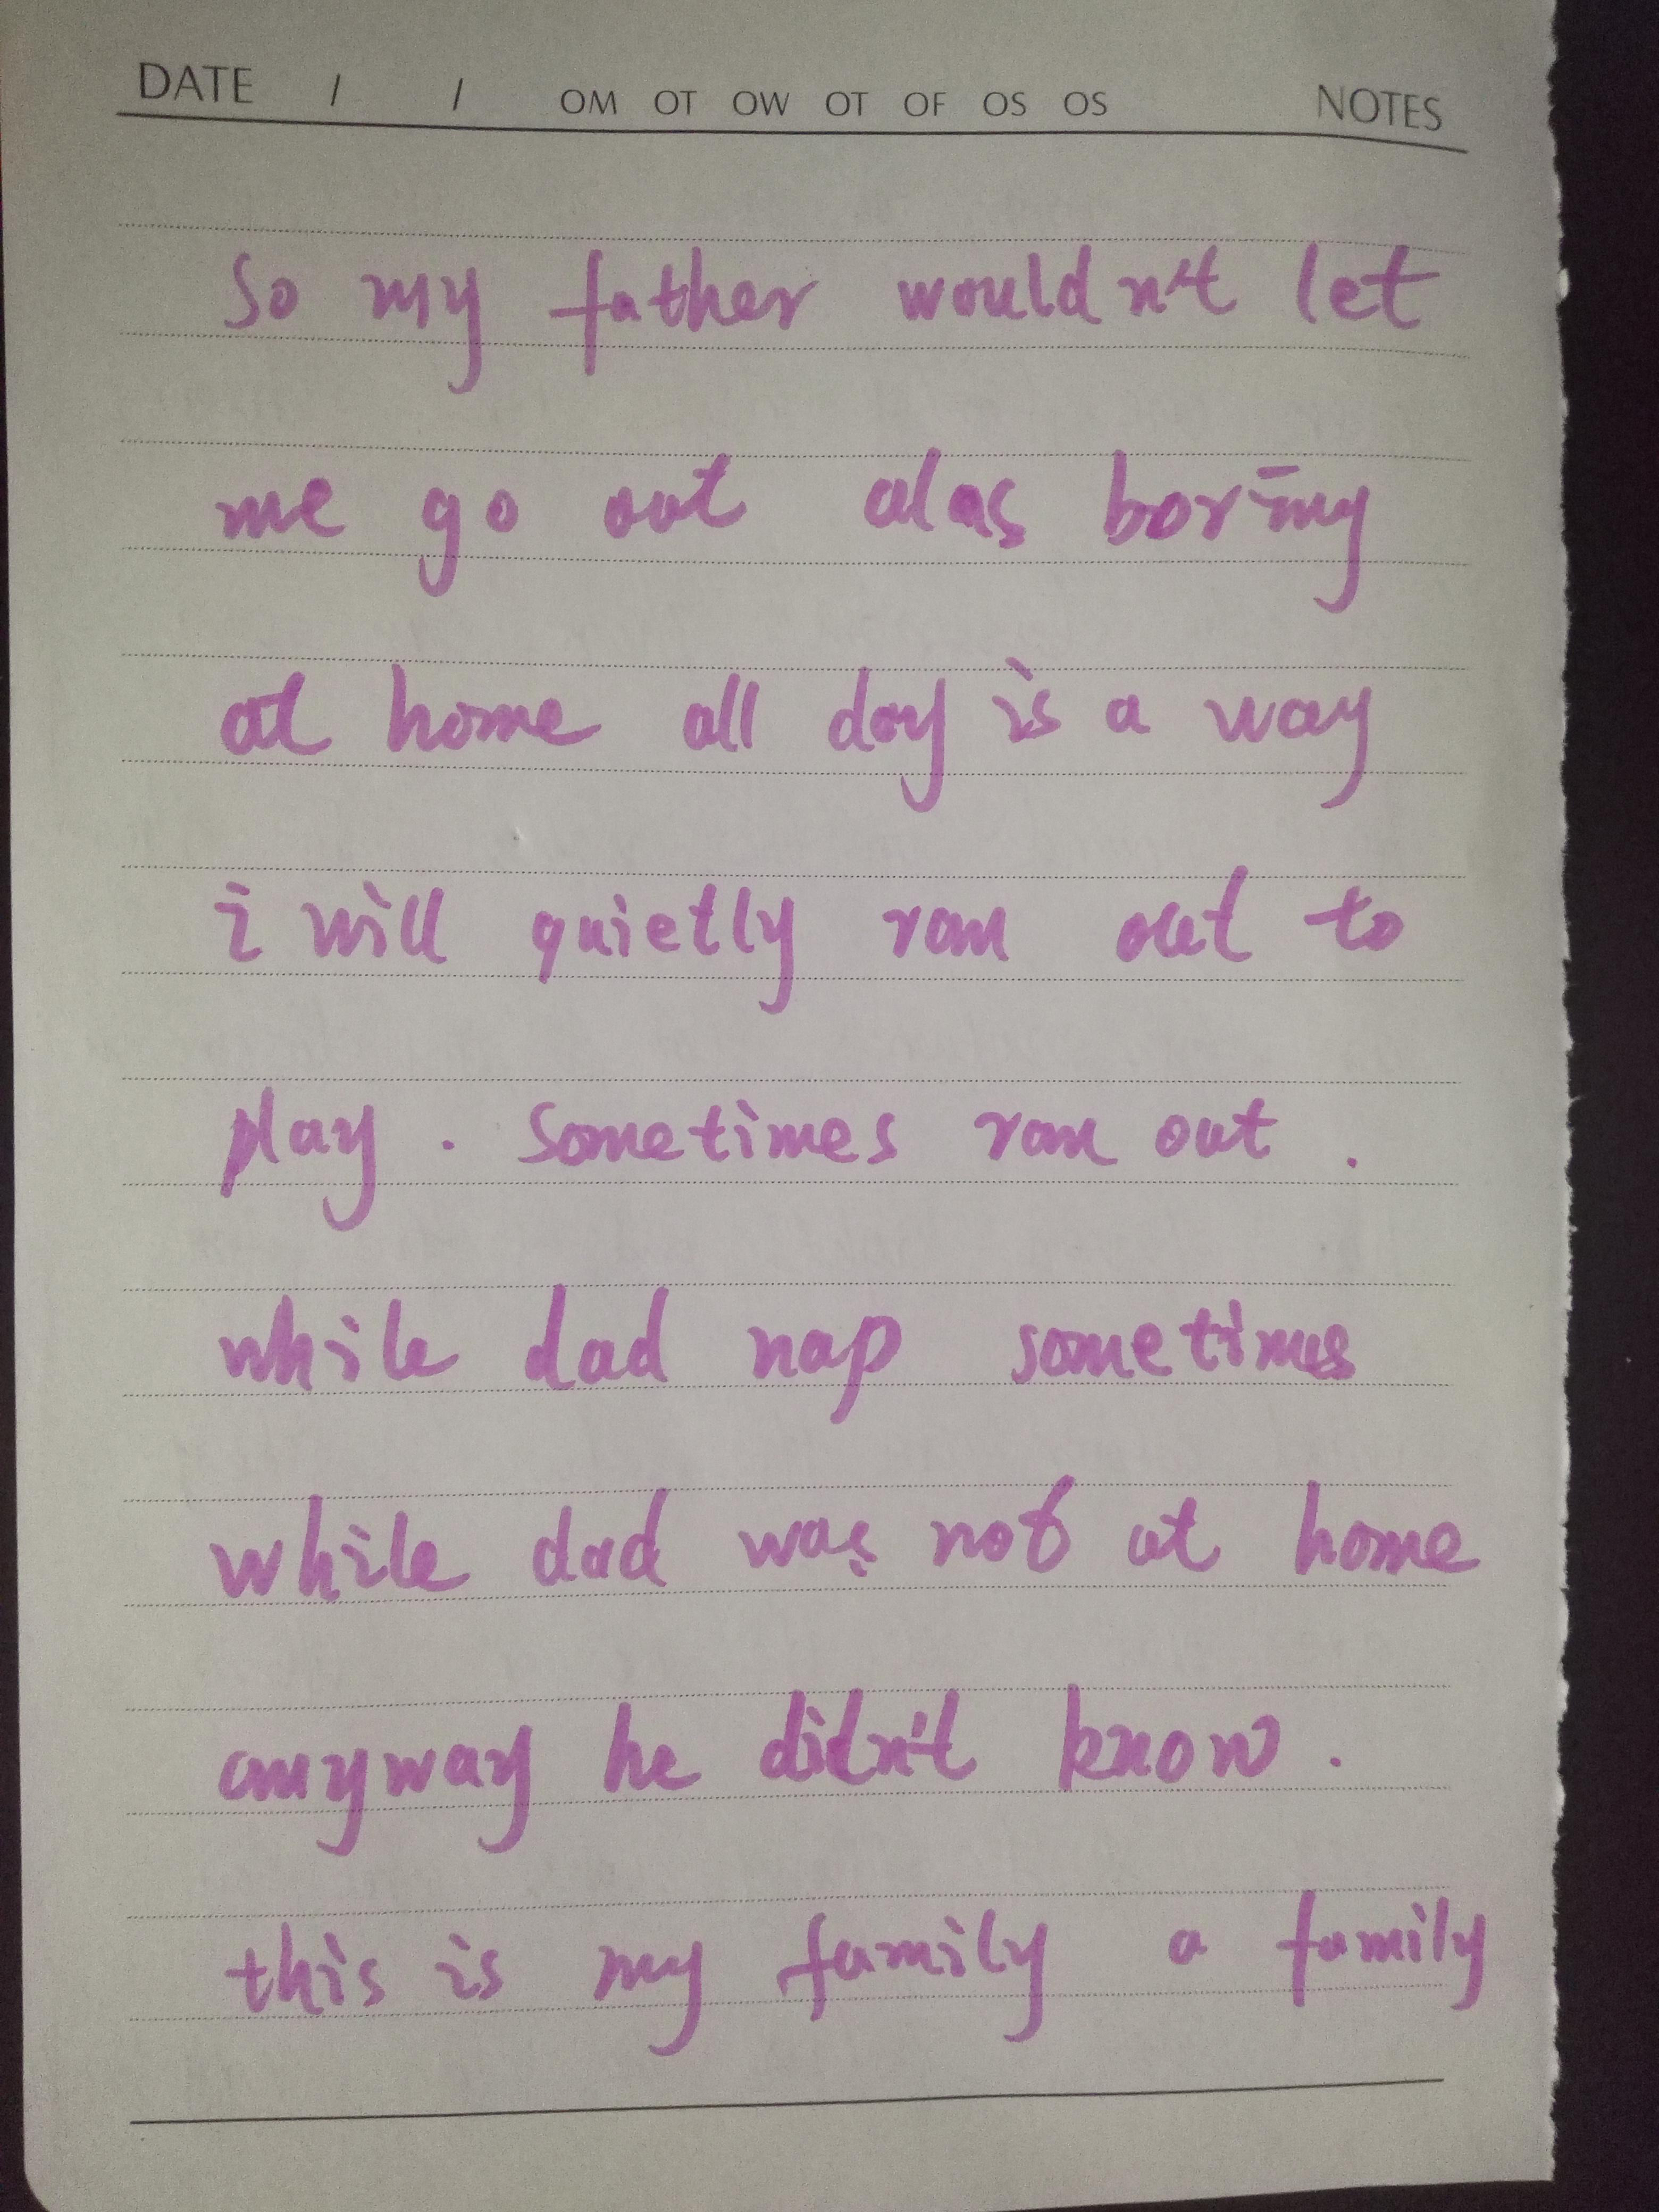 DATE / / OM OT OW OT OF OS OS NOTES
So my father wouldn't let
me go out alas boring
at home all day is a way
i will quietly ran out to
play . Sometimes ran out .
while dad nap sometimes
while dad was not at home
anyway he didn't know .
this is my family a family